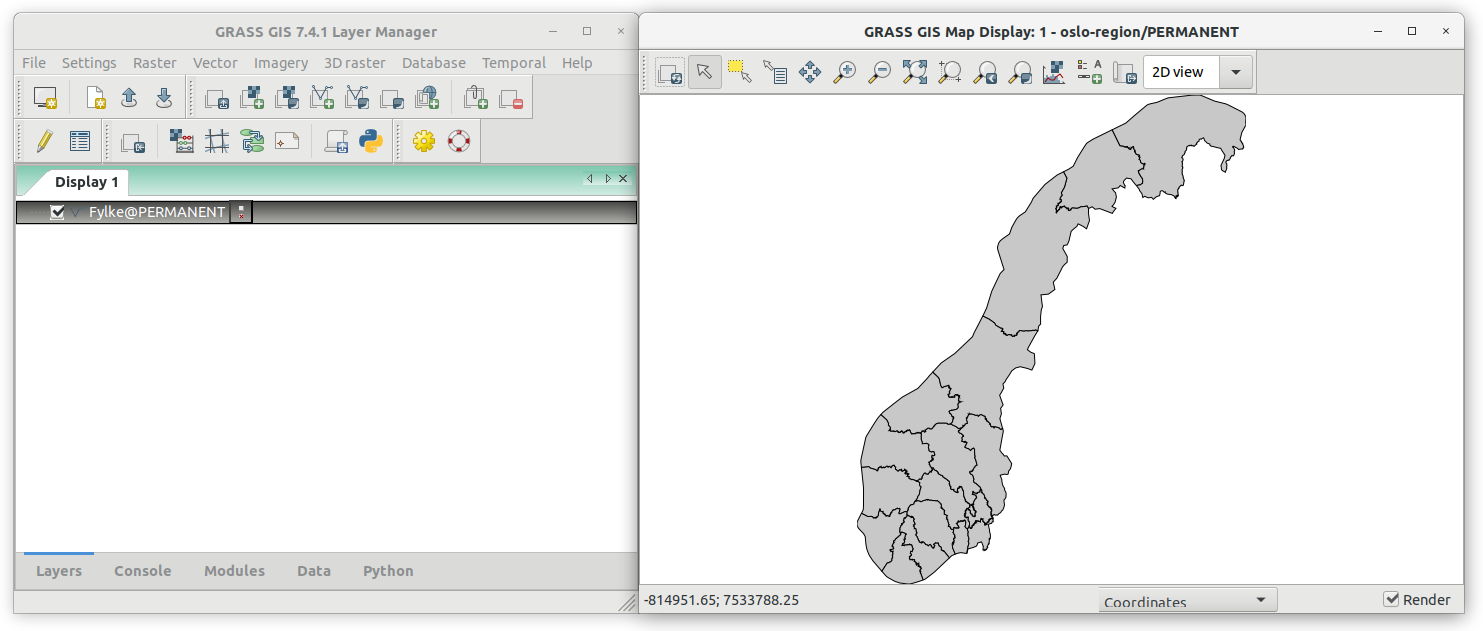 GRASS GIS 7.4.1 Layer Manager
File Settings Raster Vector Imagery 3D raster Database Temporal Help
Display 1
Fylke@PERMANENT
Layers Console Modules Data Python
GRASS GIS Map Display: 1 - oslo-region/PERMANENT
2D view
-814951.65; 7533788.25
Coordinates
Render